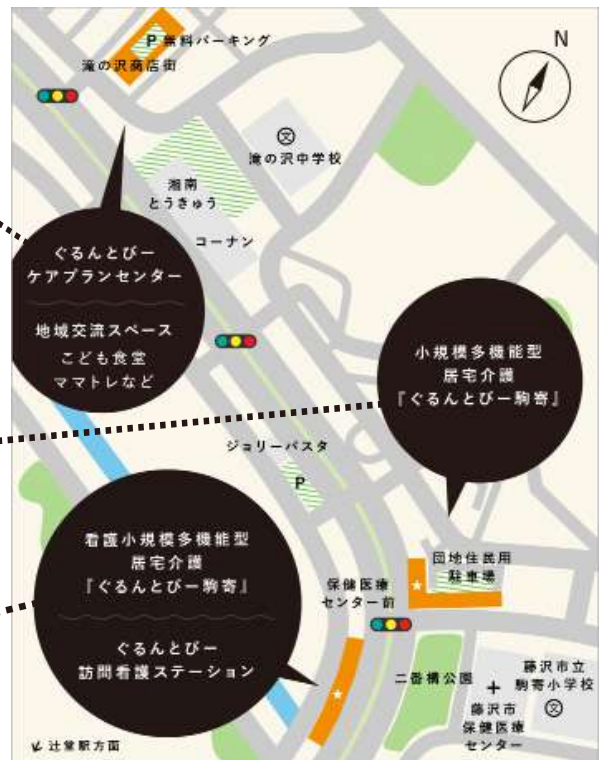 P 無料パーキング
滝の沢商店街
N
文
滝の沢中学校
湘南
とうきゅう
コーナン
ぐるんとびー
ケアプランセンター
地域交流スペース
こども食堂
ママトレなど
小規模多機能型
居宅介護
『ぐるんとびー駒寄』
ジョリーパスタ
P
看護小規模多機能型
居宅介護
『ぐるんとびー駒寄』
ぐるんとびー
訪問看護ステーション
団地住民用
駐車場
保健医療
センター前
二番橋公園
藤沢市立
駒寄小学校
文
藤沢市
保健医療
センター
辻堂駅方面